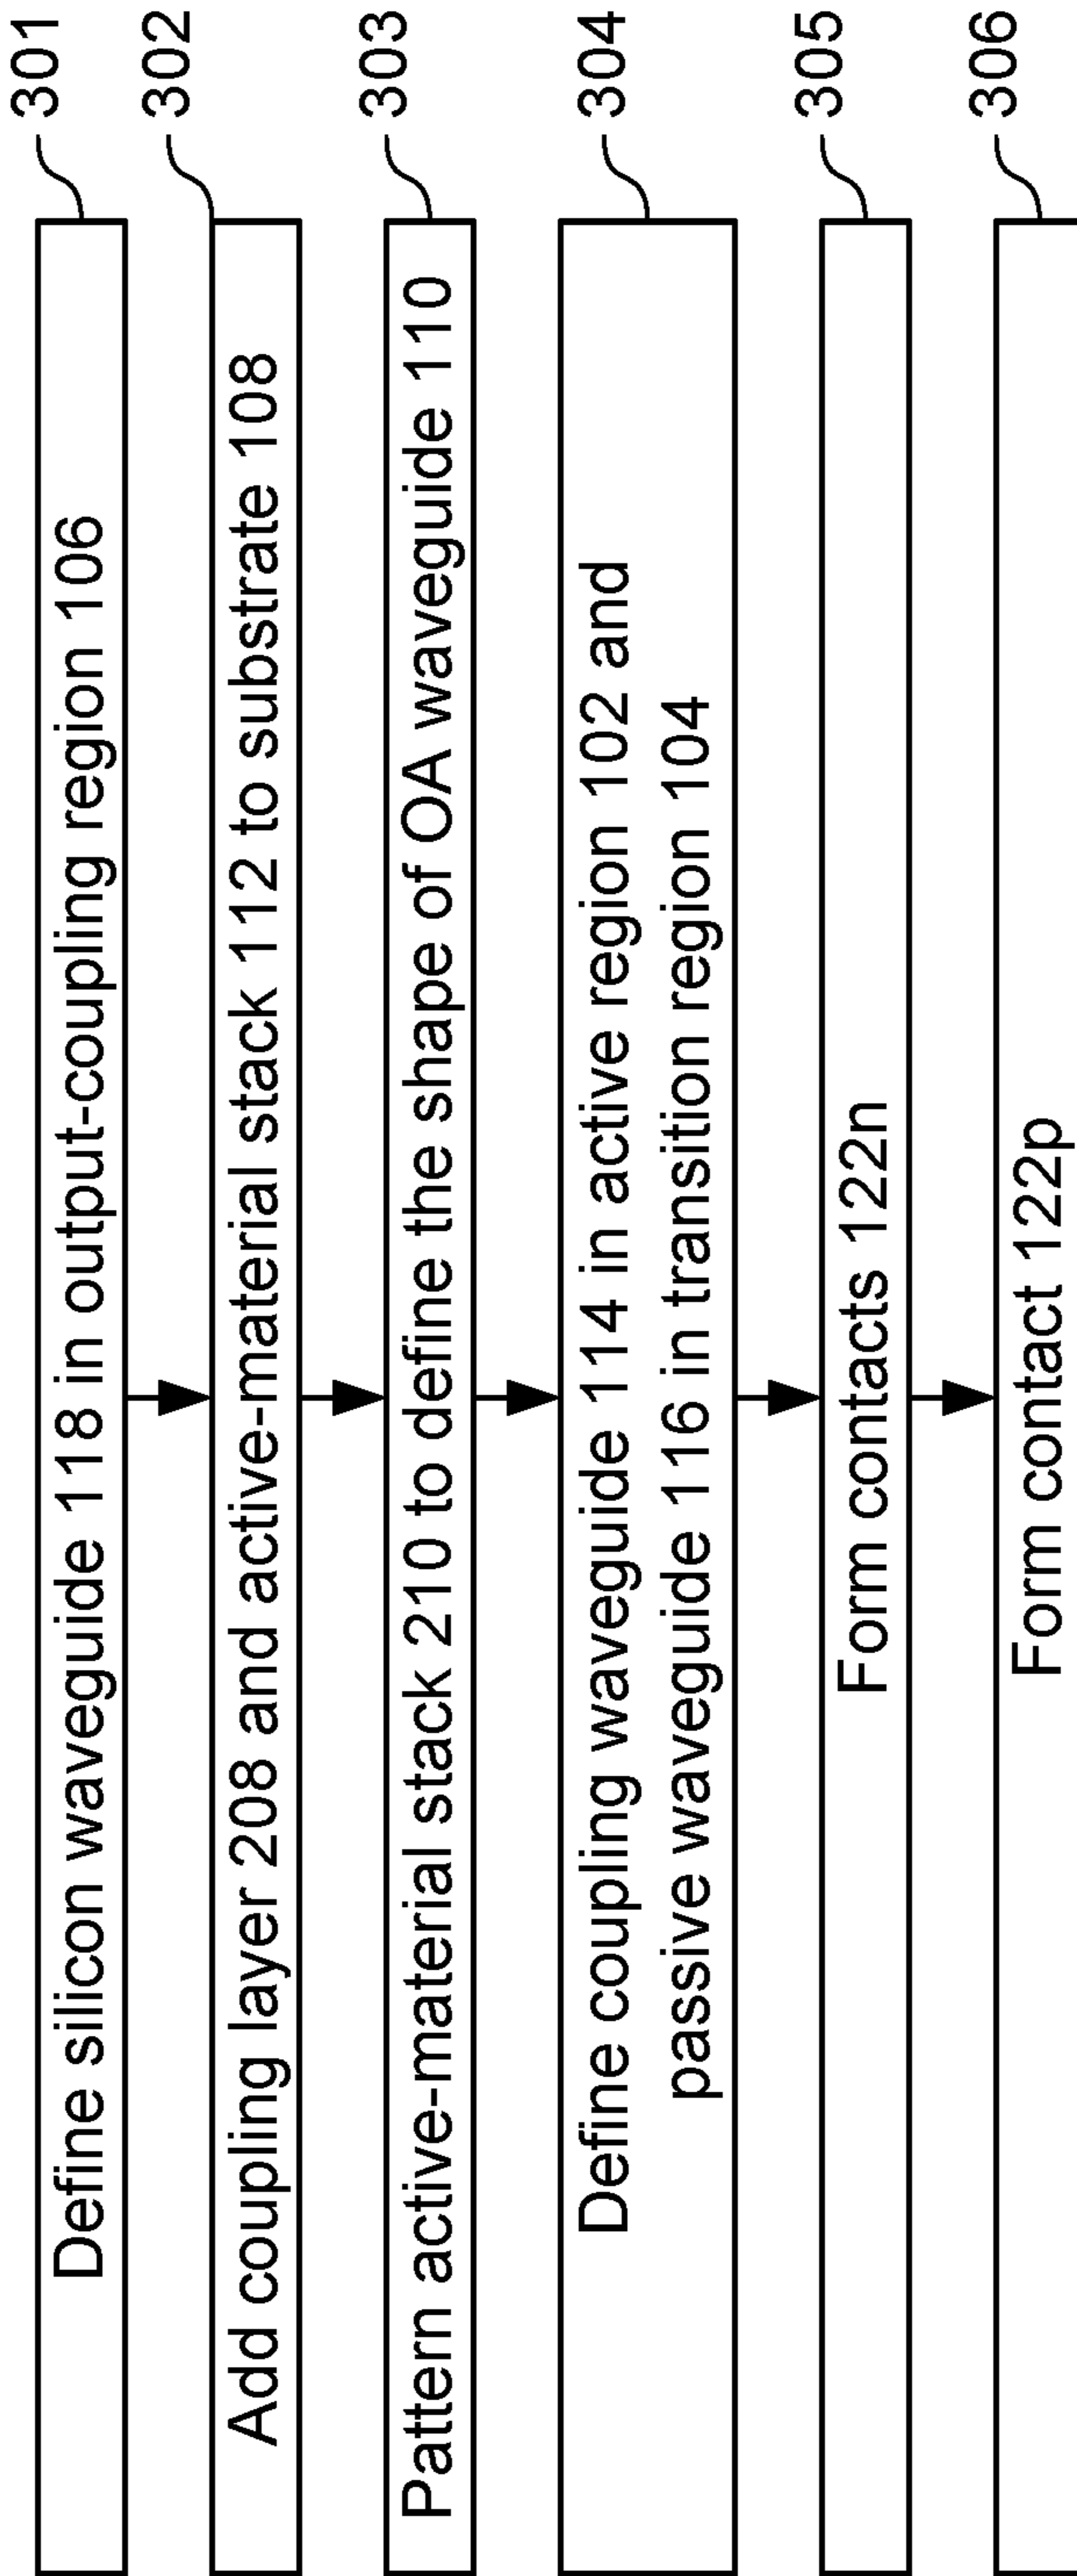 Define silicon waveguide 118 in output-coupling region 106
301
Add coupling layer 208 and active-material stack 112 to substrate 108
302
Pattern active-material stack 210 to define the shape of OA waveguide 110
303
Define coupling waveguide 114 in active region 102 and
passive waveguide 116 in transition region 104
304
Form contacts 122n
305
Form contact 122p
306